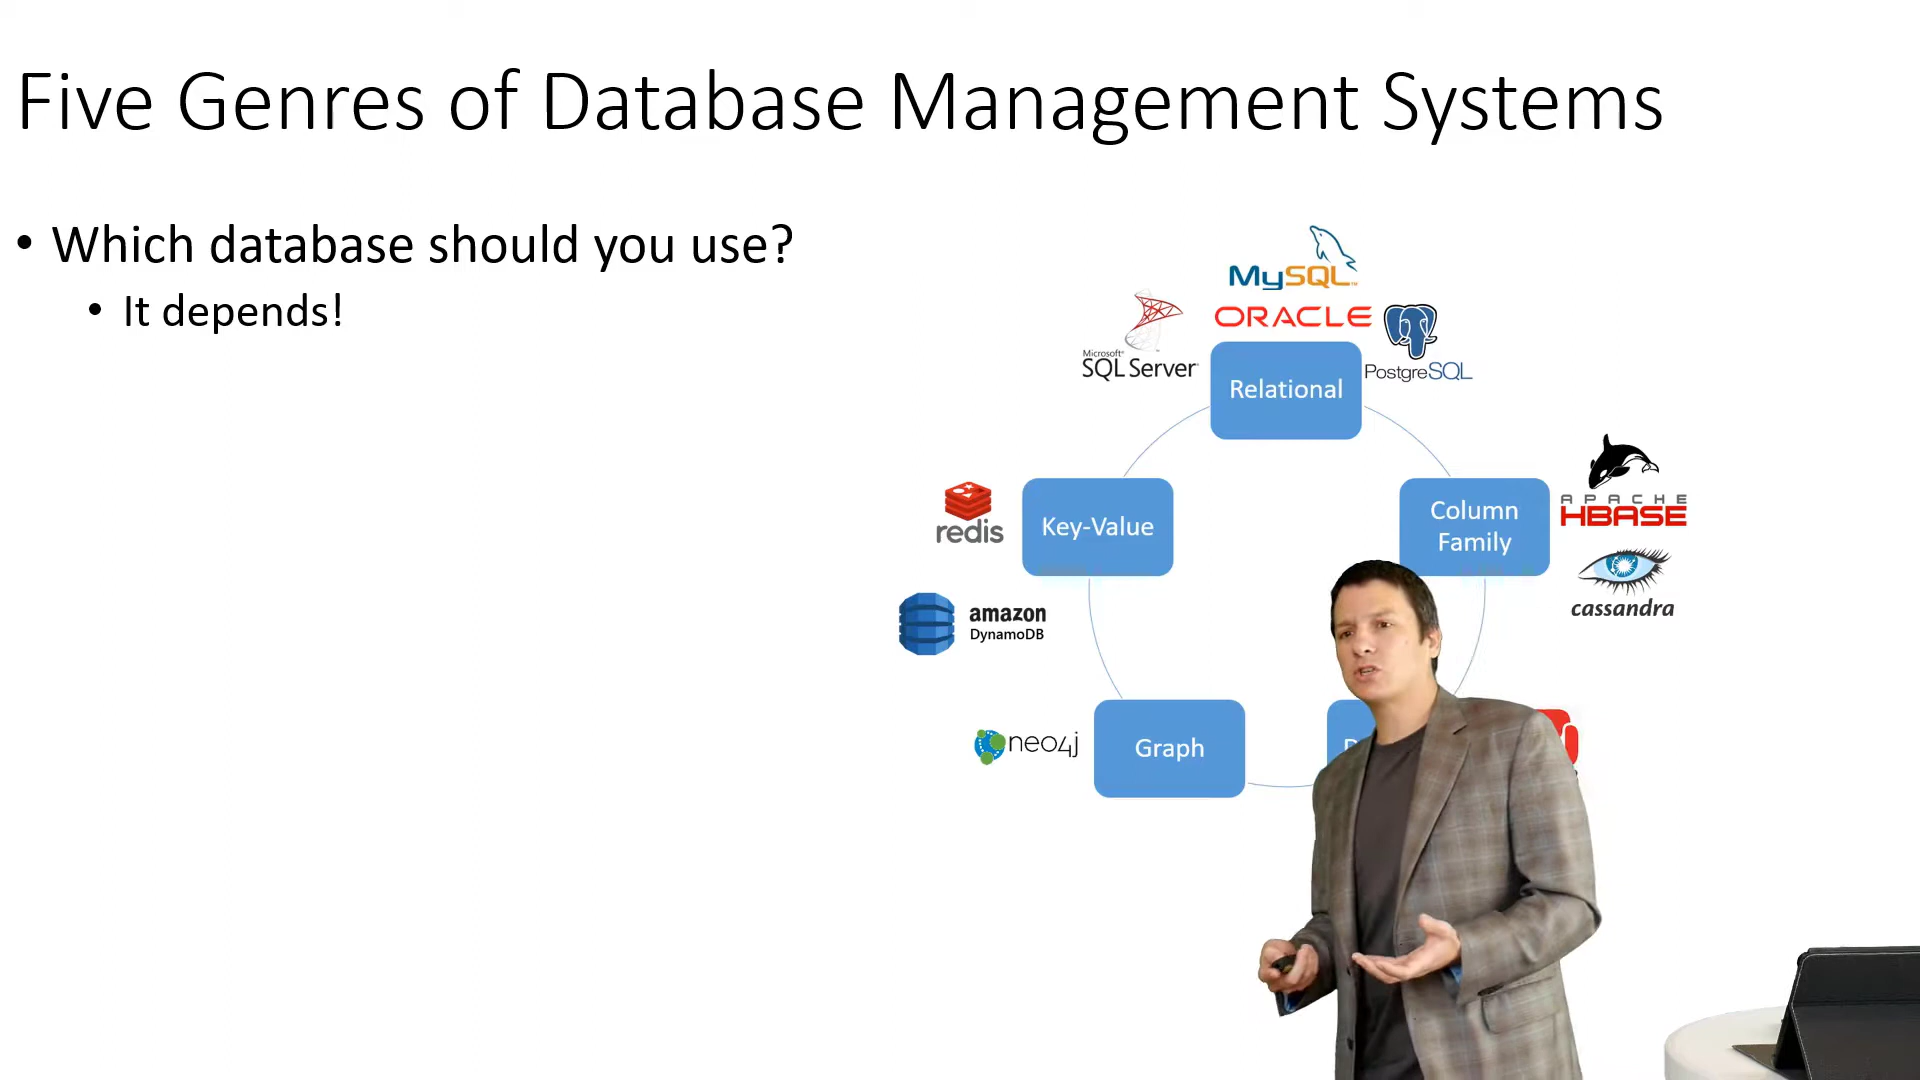 Five Genres of Database Management Systems
• Which database should you use?
• It depends!
MySQL™
ORACLE
Microsoft®
SQL Server
PostgreSQL
Relational
redis
Key-Value
Column
Family
APACHE
HBASE
cassandra
amazon
DynamoDB
neo4j
Graph